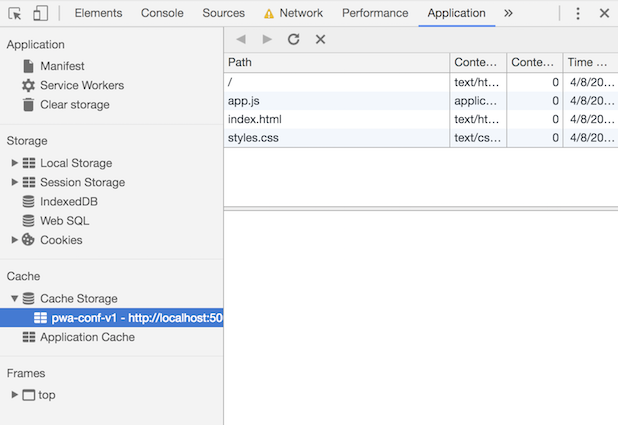 Elements Console Sources Network Performance Application »
Application
Manifest
Service Workers
Clear storage
Storage
Local Storage
Session Storage
IndexedDB
Web SQL
Cookies
Cache
Cache Storage
pwa-conf-v1 - http://localhost:50
Application Cache
Frames
top
Path Conte… Conte… Time …
/ text/ht… 0 4/8/20…
app.js applic… 0 4/8/20…
index.html text/ht… 0 4/8/20…
styles.css text/cs… 0 4/8/20…